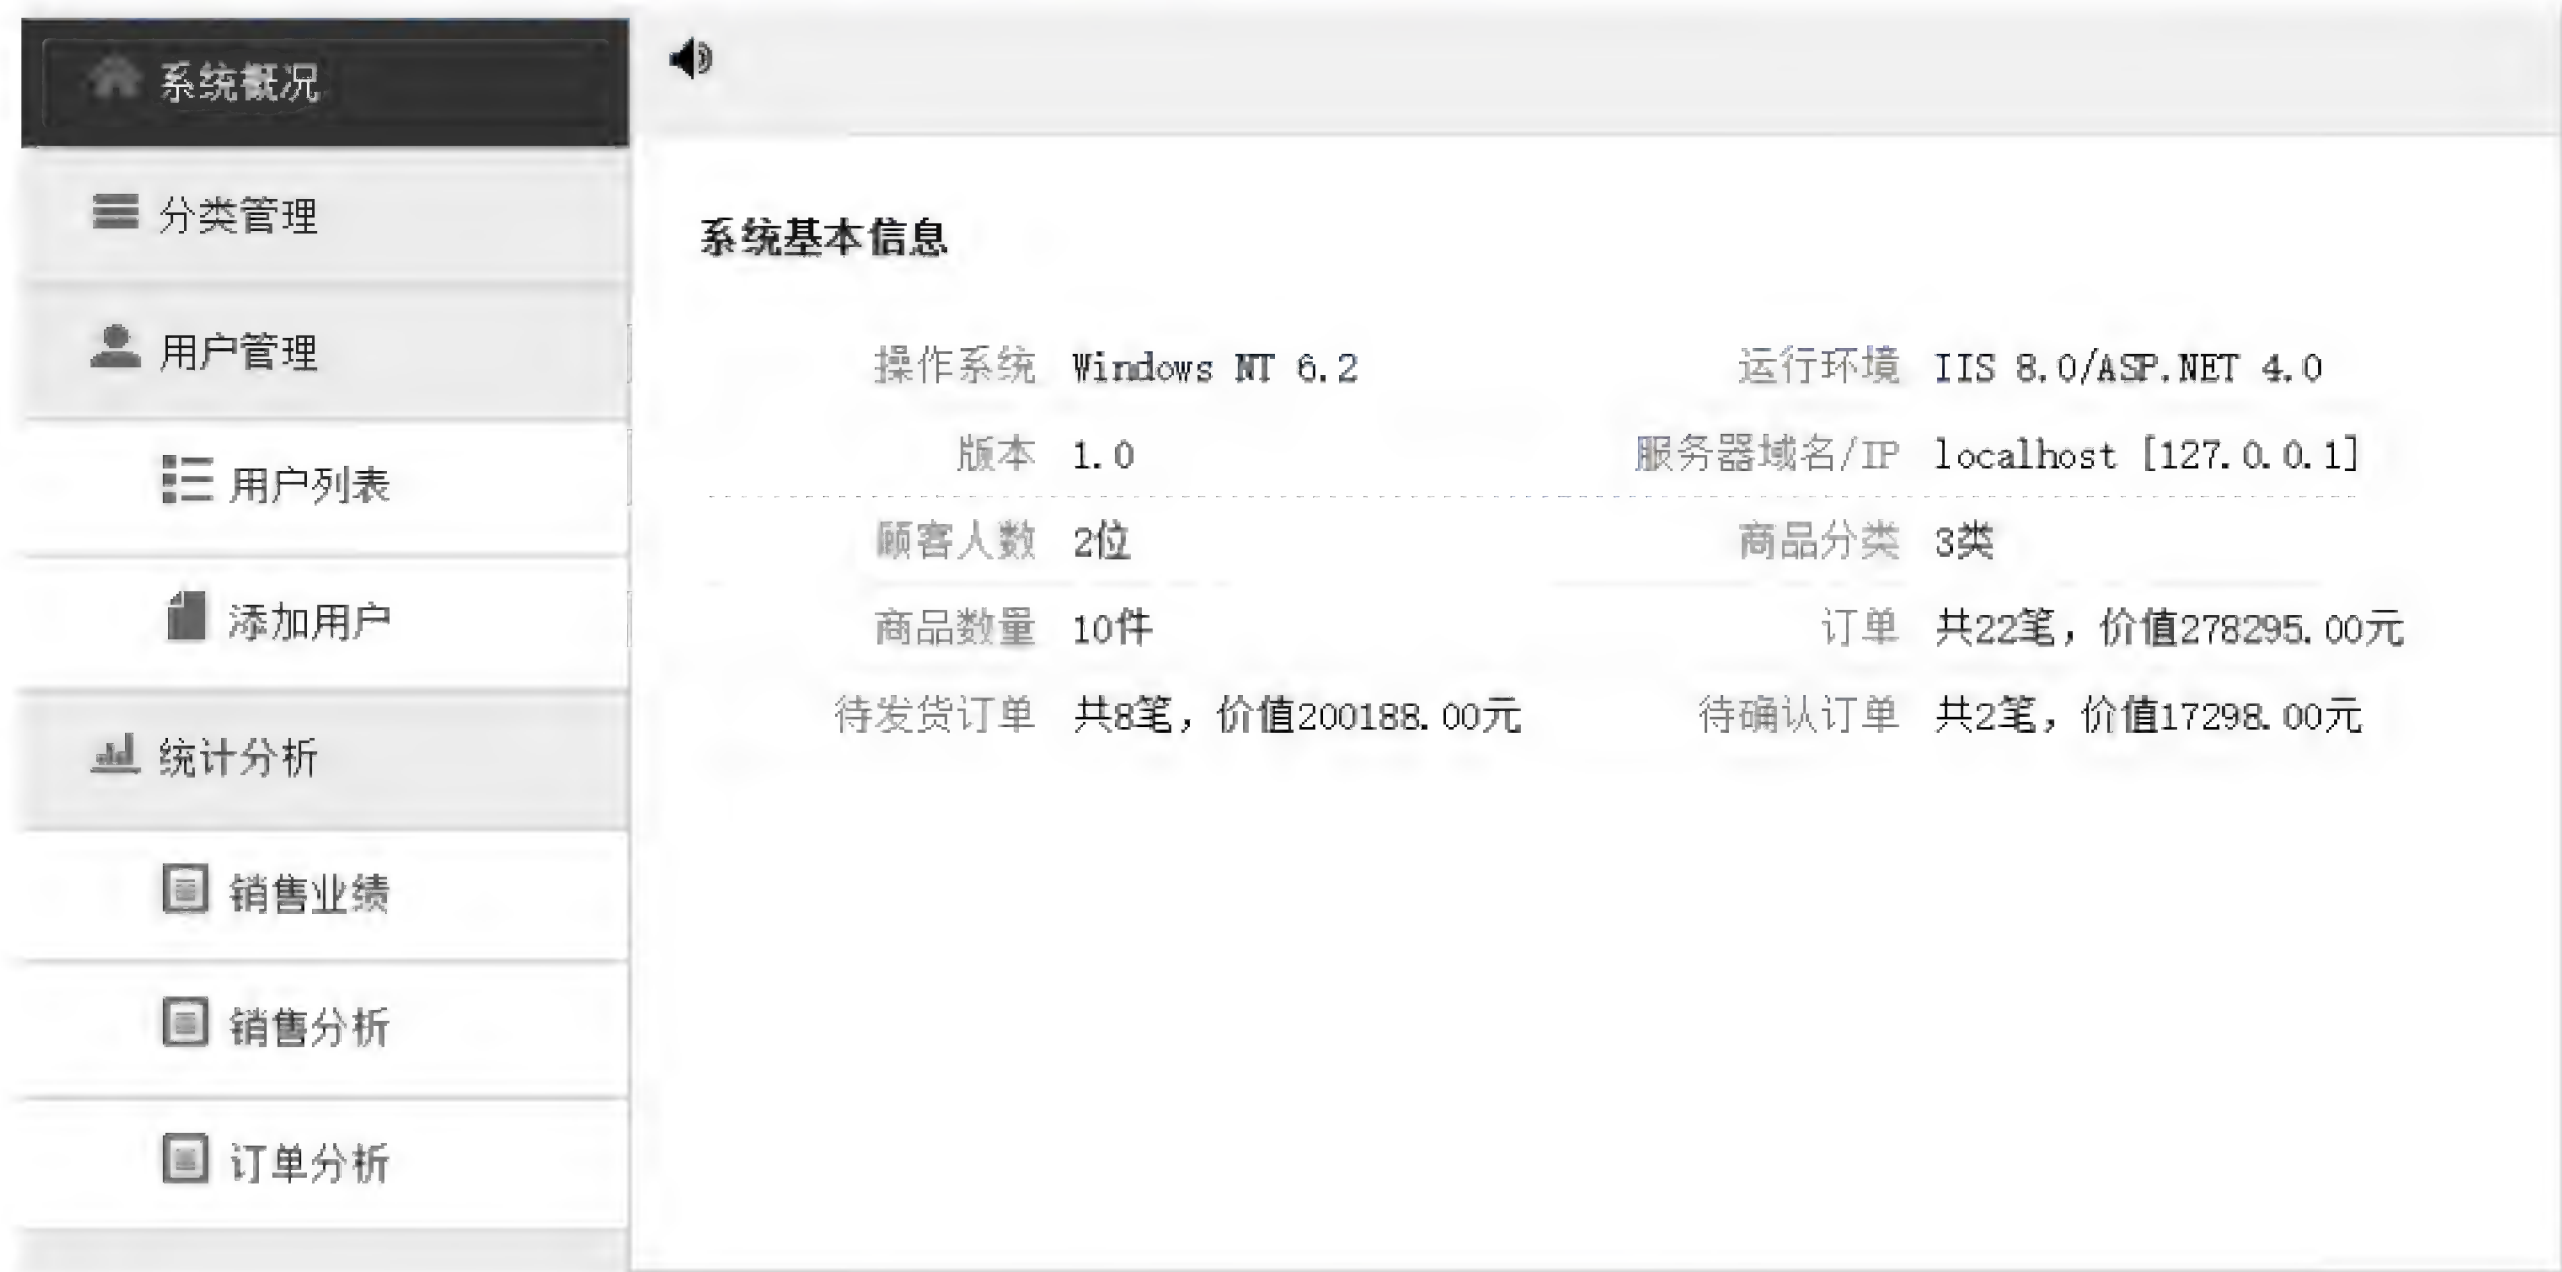 系统概况
分类管理
用户管理
用户列表
添加用户
统计分析
销售业绩
销售分析
订单分析
系统基本信息
操作系统 Windows NT 6.2 运行环境 IIS 8.0/ASP.NET 4.0
版本 1.0 服务器域名/IP localhost [127.0.0.1]
顾客人数 2位 商品分类 3类
商品数量 10件 订单 共22笔，价值278295.00元
待发货订单 共8笔，价值200188.00元 待确认订单 共2笔，价值17298.00元